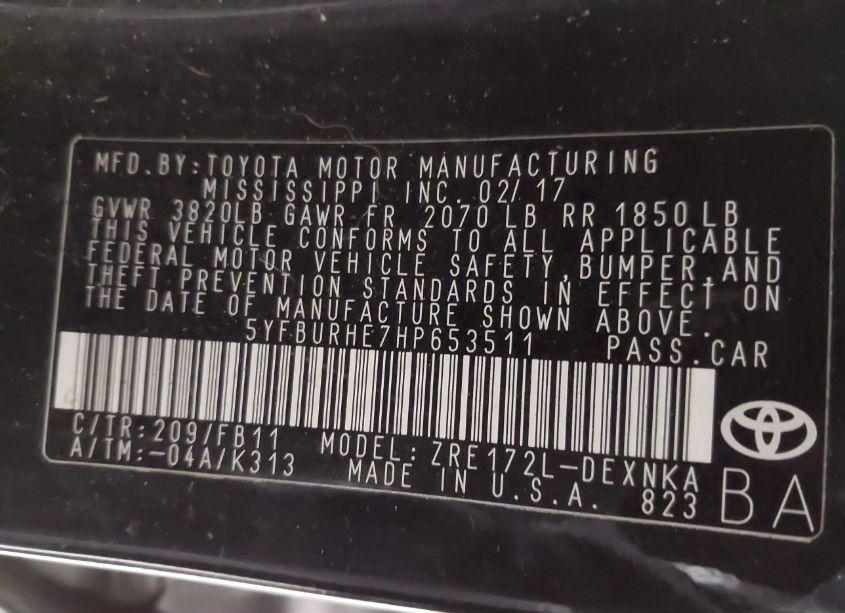 MFD.BY:TOYOTA MOTOR MANUFACTURING
MISSISSIPPI INC. 02/17
GVWR 3820LB GAWR FR 2070 LB RR 1850 LB
THIS VEHICLE CONFORMS TO ALL APPLICABLE
FEDERAL MOTOR VEHICLE SAFETY,BUMPER,AND
THEFT PREVENTION STANDARDS IN EFFECT ON
THE DATE OF MANUFACTURE SHOWN ABOVE.
5YFBURHE7HP653511 PASS.CAR
C/TR:209/FB11 MODEL:ZRE172L-DEXNKA
A/TM:-04A/K313 MADE IN U.S.A. 823
BA